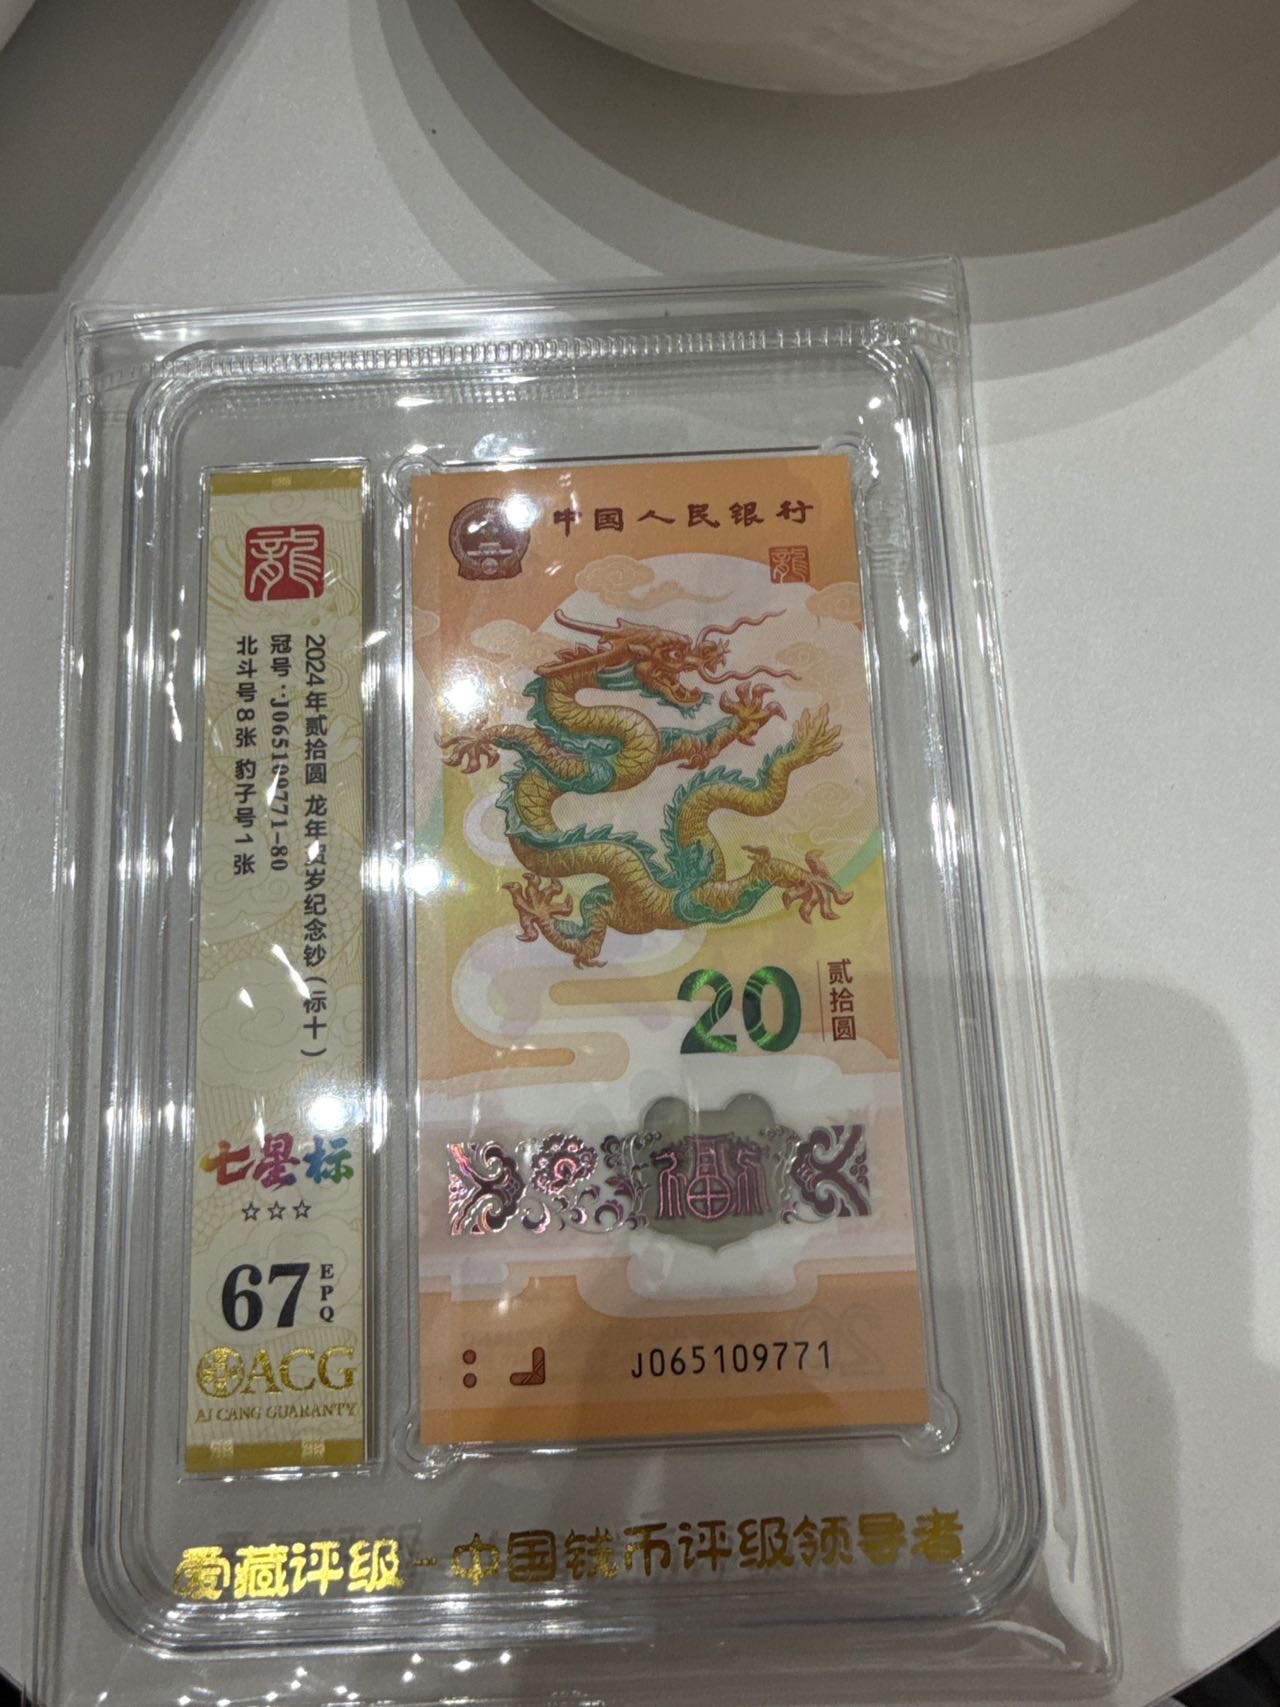 龍
2024年贰拾圆 龙年贺岁纪念钞(标十)
冠号:J065109771-80
北斗号8张 豹子号1张
七星标
☆☆☆
67
EPQ
ACG
AI CANG GUARANTY
中国人民银行
龍
20
贰拾圆
福
J065109771
爱藏评级-中国钱币评级领导者